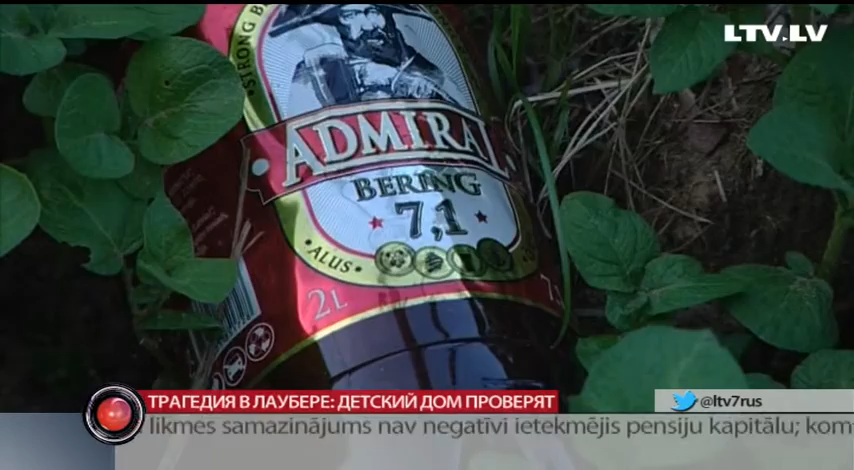 LTV.LV
STRONG B
ADMIRAL
BERING
7,1
ALUS
2L
ТРАГЕДИЯ В ЛАУБЕРЕ: ДЕТСКИЙ ДОМ ПРОВЕРЯТ
@ltv7rus
likmes samazinājums nav negatīvi ietekmējis pensiju kapitālu; kom